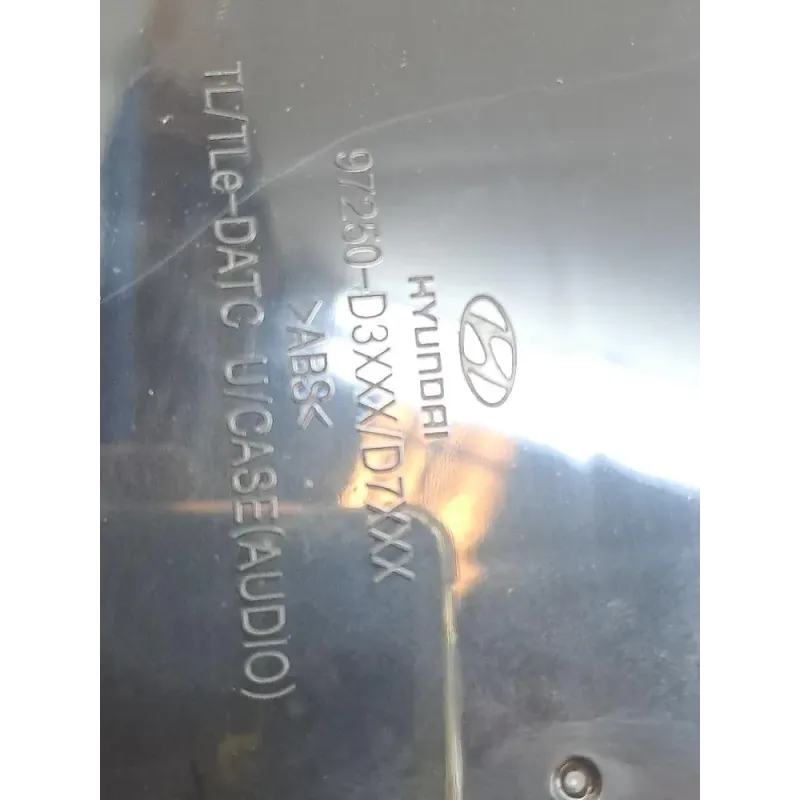 HYUNDAI
97250-D3XXX/D7XXX
>ABS<
TL/TLe-DATC U/CASE(AUDIO)